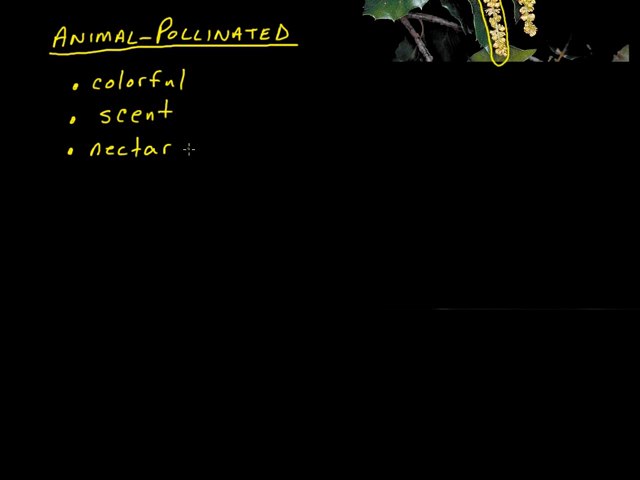 ANIMAL-POLLINATED
• colorful
• scent
• nectar